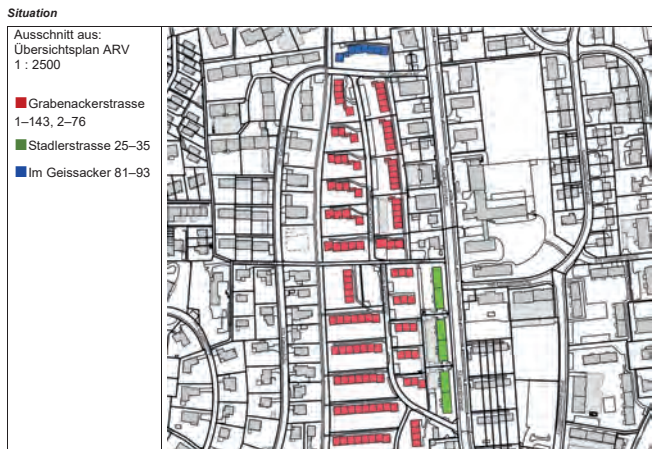 Situation
Ausschnitt aus:
Übersichtsplan ARV
1 : 2500
Grabenackerstrasse
1–143, 2–76
Stadlerstrasse 25–35
Im Geissacker 81–93